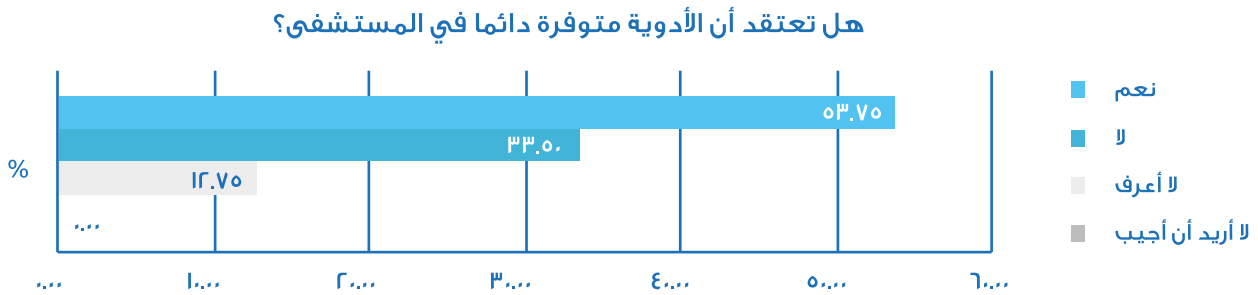 هل تعتقد أن الأدوية متوفرة دائما في المستشفى؟
نعم
لا
لا أعرف
لا أريد أن أجيب
%
٥٣.٧٥
٣٣.٥٠
١٢.٧٥
٠.٠٠
٠.٠٠ ١٠.٠٠ ٢٠.٠٠ ٣٠.٠٠ ٤٠.٠٠ ٥٠.٠٠ ٦٠.٠٠